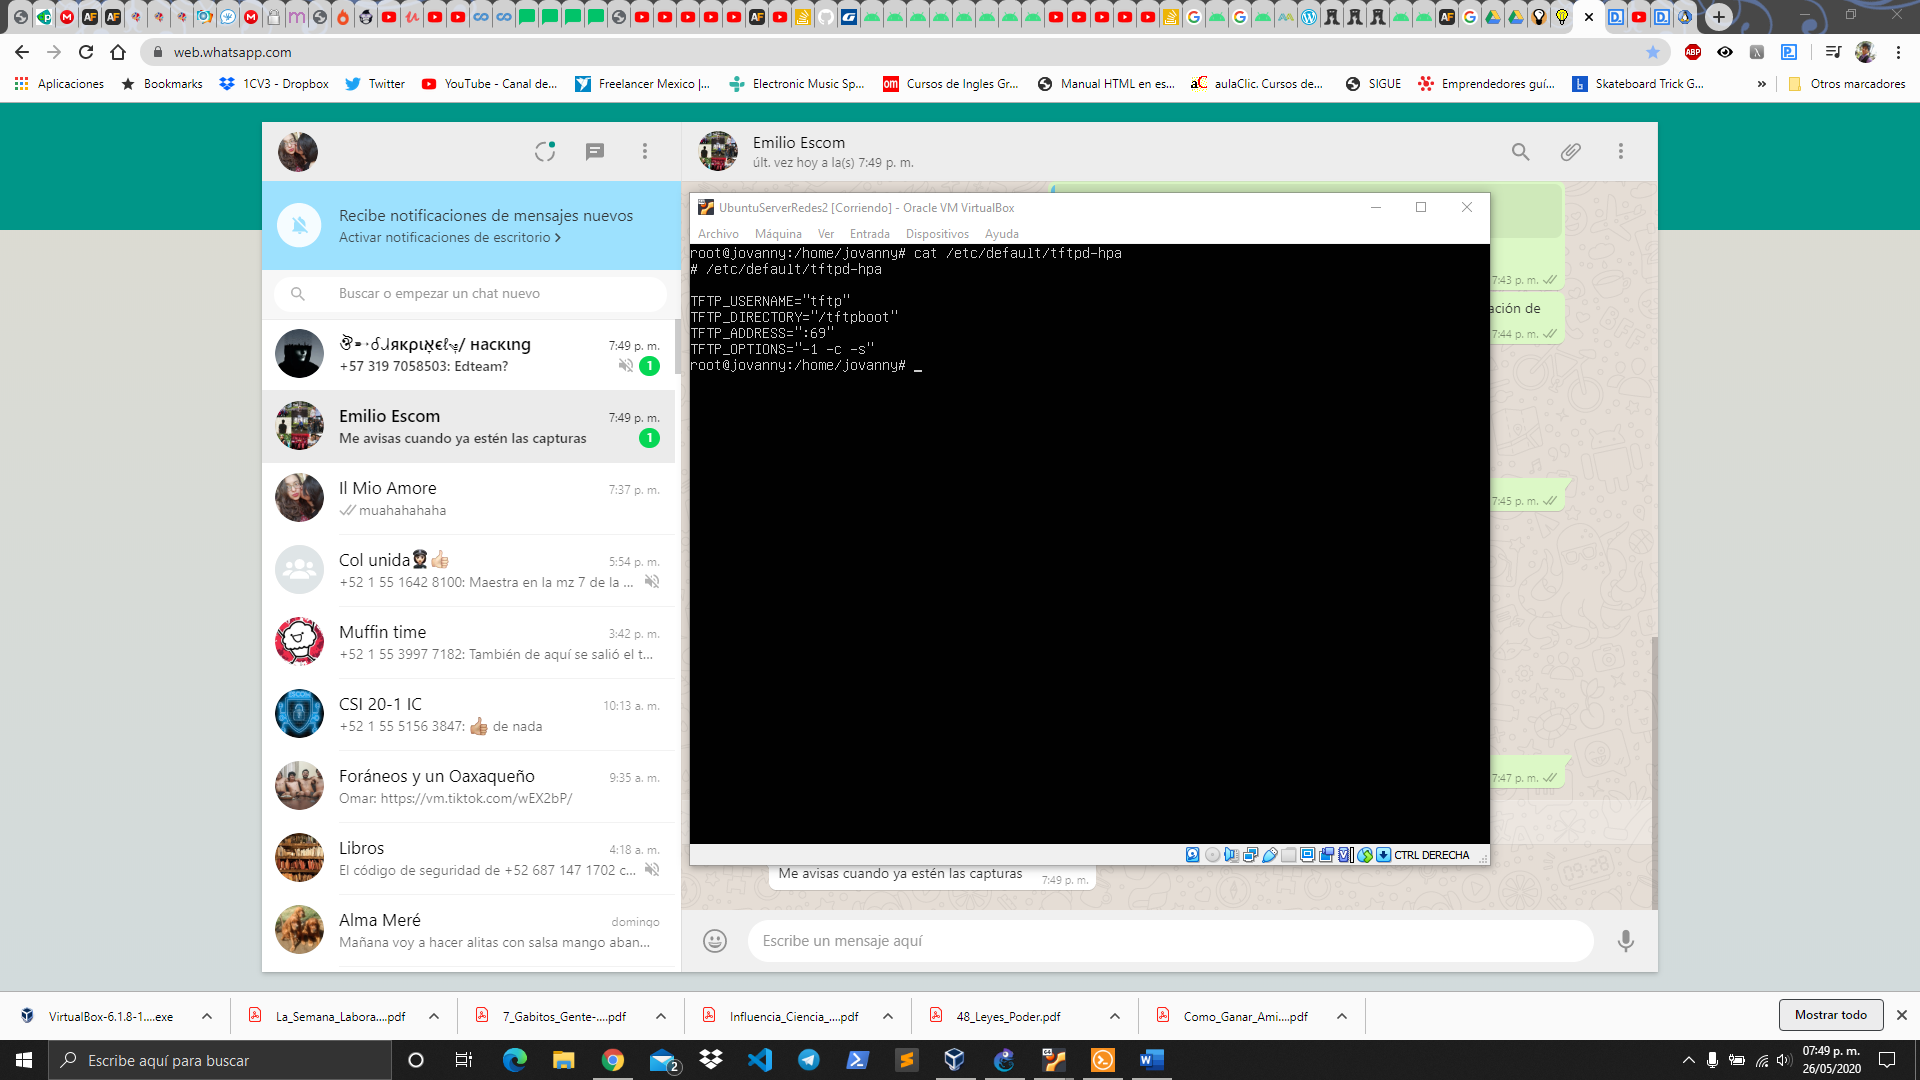 web.whatsapp.com
Aplicaciones
Bookmarks
1CV3 - Dropbox
Twitter
YouTube - Canal de...
Freelancer Mexico |...
Electronic Music Sp...
Cursos de Ingles Gr...
Manual HTML en es...
aulaClic. Cursos de...
SIGUE
Emprendedores guí...
Skateboard Trick G...
»
Otros marcadores
Emilio Escom
últ. vez hoy a la(s) 7:49 p. m.
Recibe notificaciones de mensajes nuevos
Activar notificaciones de escritorio
Buscar o empezar un chat nuevo
7:49 p. m.
+57 319 7058503: Edteam?
1
Emilio Escom
7:49 p. m.
Me avisas cuando ya estén las capturas
1
Il Mio Amore
7:37 p. m.
muahahahaha
Col unida👮🏻‍♀️👍🏻
5:54 p. m.
+52 1 55 1642 8100: Maestra en la mz 7 de la ...
Muffin time
3:42 p. m.
+52 1 55 3997 7182: También de aquí se salió el t...
CSI 20-1 IC
10:13 a. m.
+52 1 55 5156 3847: 👍🏼 de nada
Foráneos y un Oaxaqueño
9:35 a. m.
Omar: https://vm.tiktok.com/wEX2bP/
Libros
4:18 a. m.
El código de seguridad de +52 687 147 1702 c...
Alma Meré
domingo
Mañana voy a hacer alitas con salsa mango aban...
UbuntuServerRedes2 [Corriendo] - Oracle VM VirtualBox
Archivo Máquina Ver Entrada Dispositivos Ayuda
root@jovanny:/home/jovanny# cat /etc/default/tftpd-hpa
# /etc/default/tftpd-hpa
TFTP_USERNAME="tftp"
TFTP_DIRECTORY="/tftpboot"
TFTP_ADDRESS=":69"
TFTP_OPTIONS="-1 -c -s"
root@jovanny:/home/jovanny# _
CTRL DERECHA
7:43 p. m.
ación de
7:44 p. m.
7:45 p. m.
7:47 p. m.
Me avisas cuando ya estén las capturas
7:49 p. m.
Escribe un mensaje aquí
VirtualBox-6.1.8-1....exe
La_Semana_Labora....pdf
7_Gabitos_Gente-....pdf
Influencia_Ciencia_....pdf
48_Leyes_Poder.pdf
Como_Ganar_Ami....pdf
Mostrar todo
Escribe aquí para buscar
2
07:49 p. m.
26/05/2020